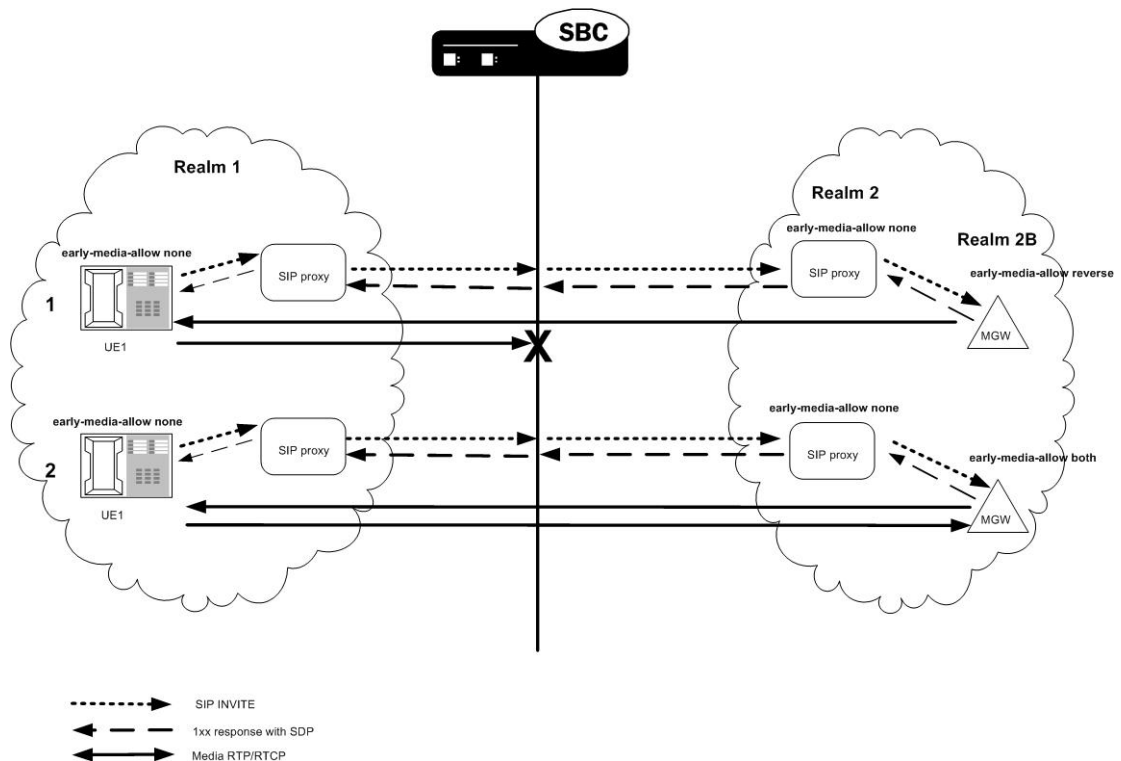 SBC
Realm 1
Realm 2
early-media-allow none
Realm 2B
early-media-allow none
SIP proxy
SIP proxy
early-media-allow reverse
1
MGW
UE1
X
early-media-allow none
early-media-allow none
SIP proxy
SIP proxy
early-media-allow both
2
UE1
MGW
SIP INVITE
1xx response with SDP
Media RTP/RTCP